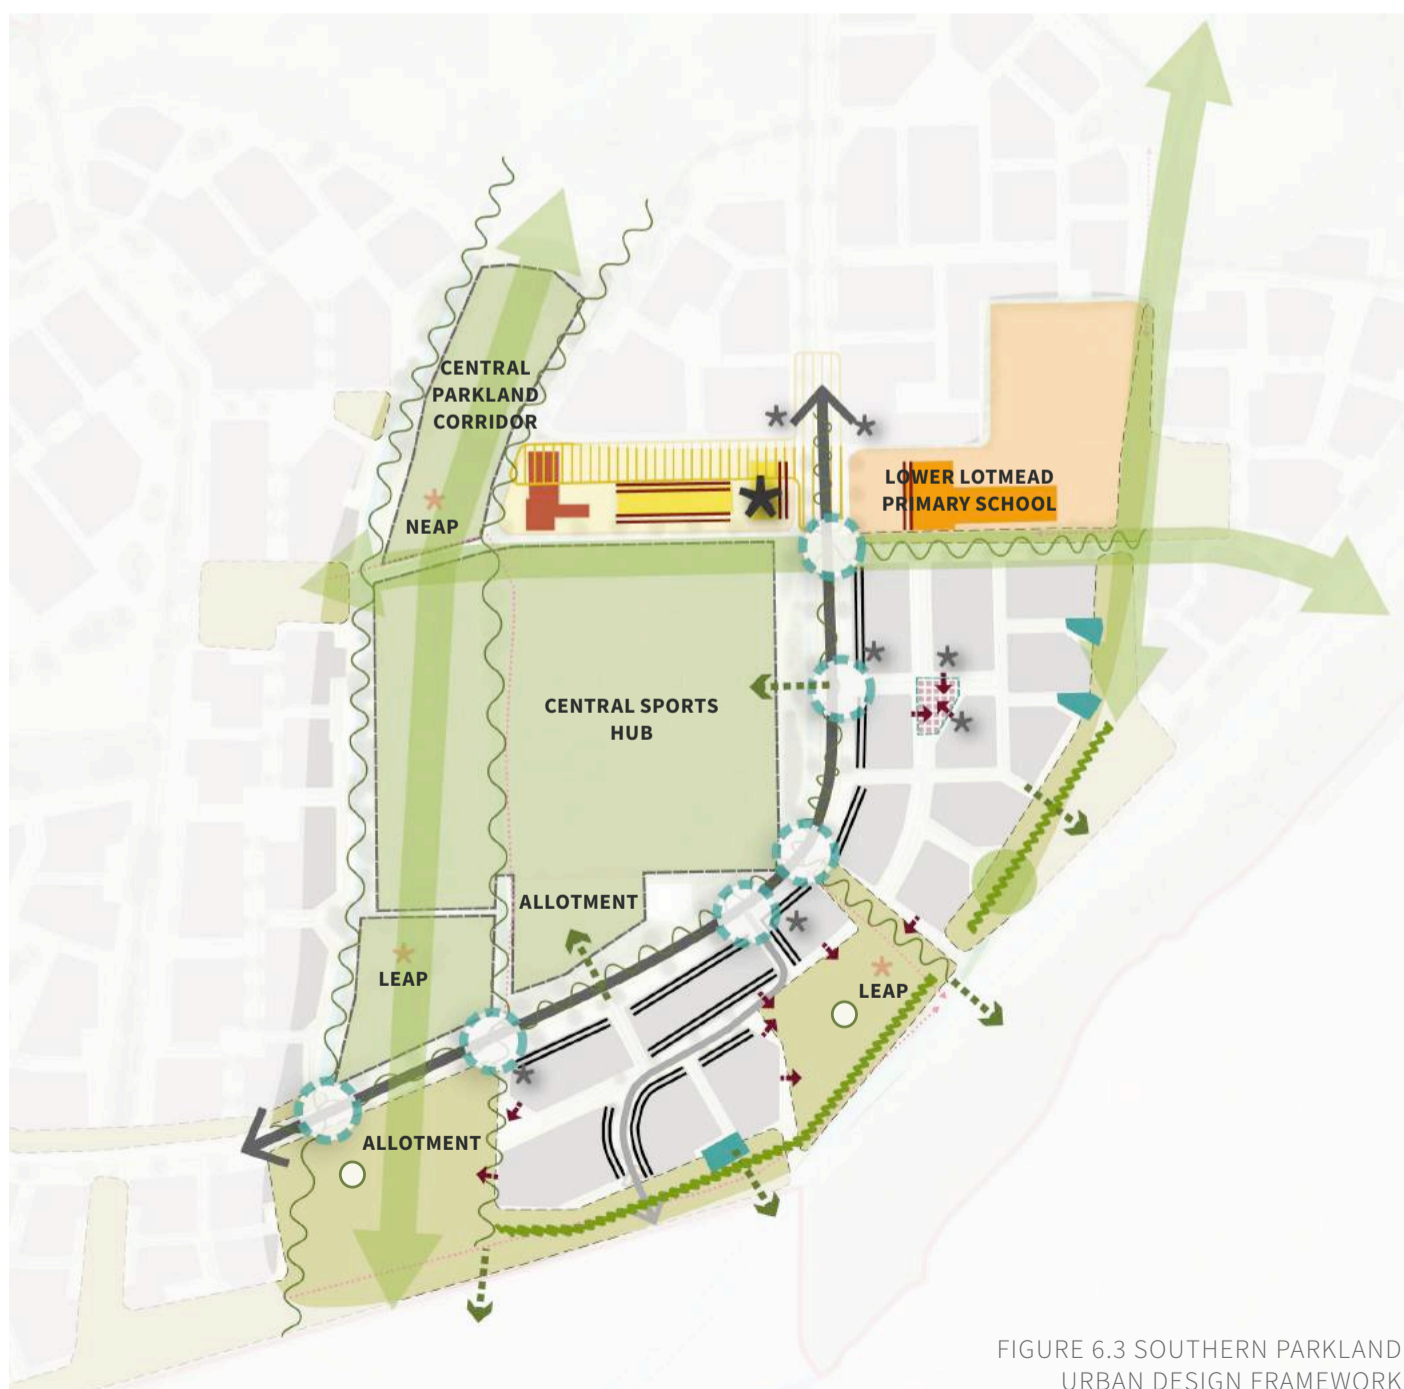 CENTRAL
PARKLAND
CORRIDOR
LOWER LOTMEAD
PRIMARY SCHOOL
NEAP
CENTRAL SPORTS
HUB
ALLOTMENT
LEAP
LEAP
ALLOTMENT
FIGURE 6.3 SOUTHERN PARKLAND
URBAN DESIGN FRAMEWORK